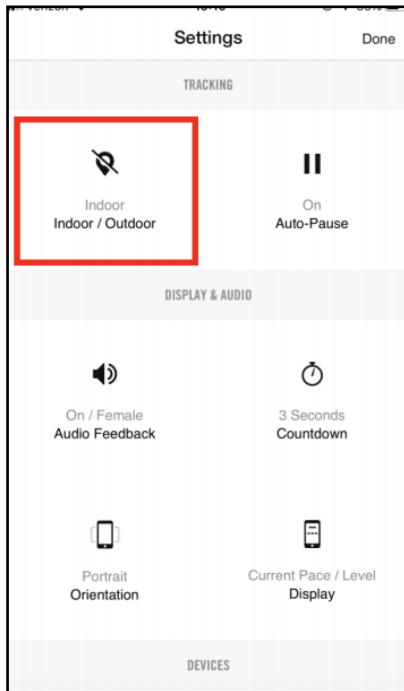 Settings
Done
TRACKING
Indoor
Indoor / Outdoor
On
Auto-Pause
DISPLAY & AUDIO
On / Female
Audio Feedback
3 Seconds
Countdown
Portrait
Orientation
Current Pace / Level
Display
DEVICES